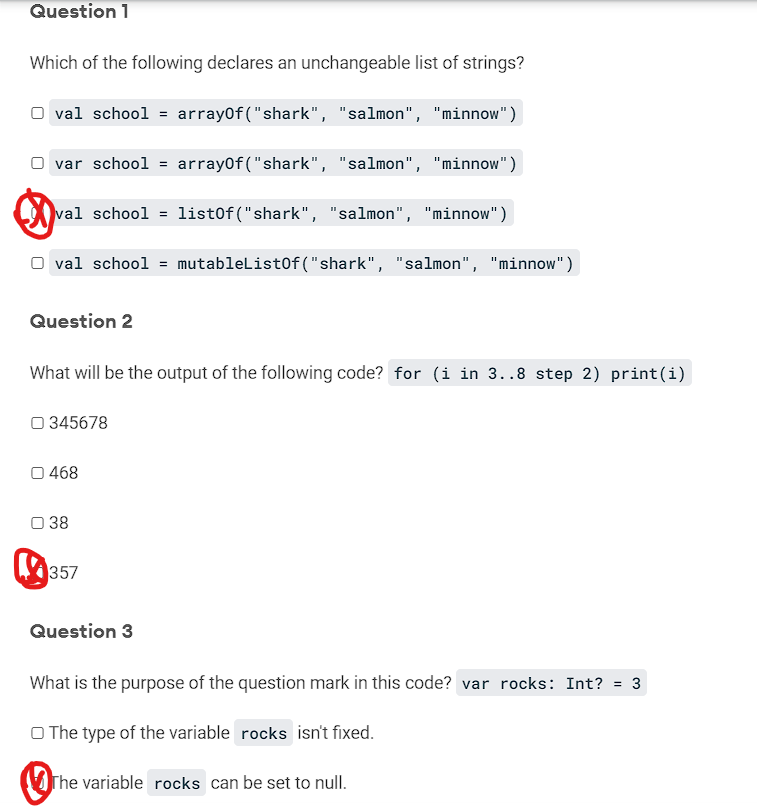 Question 1
Which of the following declares an unchangeable list of strings?
val school = arrayOf("shark", "salmon", "minnow")
var school = arrayOf("shark", "salmon", "minnow")
val school = listOf("shark", "salmon", "minnow")
val school = mutableListOf("shark", "salmon", "minnow")
Question 2
What will be the output of the following code? for (i in 3..8 step 2) print(i)
345678
468
38
357
Question 3
What is the purpose of the question mark in this code? var rocks: Int? = 3
The type of the variable rocks isn't fixed.
The variable rocks can be set to null.